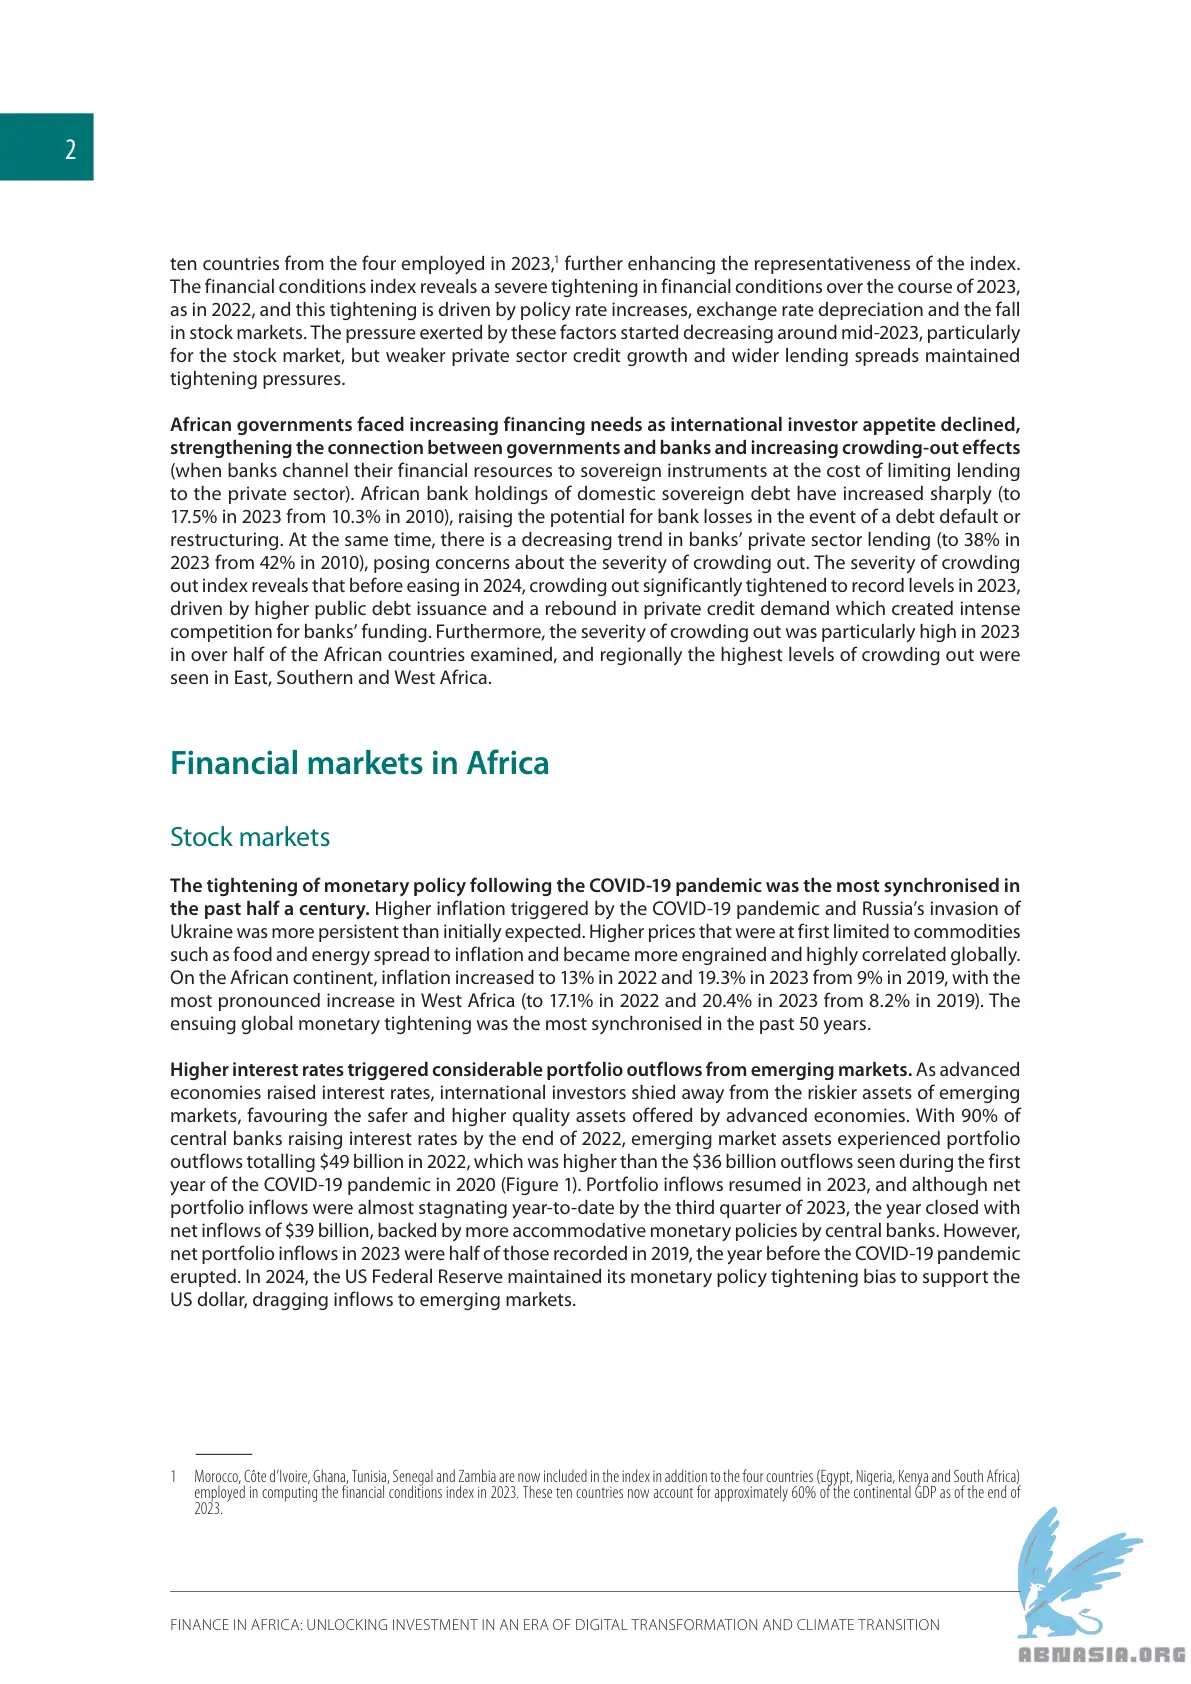 2
ten countries from the four employed in 2023,1 further enhancing the representativeness of the index.
The financial conditions index reveals a severe tightening in financial conditions over the course of 2023,
as in 2022, and this tightening is driven by policy rate increases, exchange rate depreciation and the fall
in stock markets. The pressure exerted by these factors started decreasing around mid-2023, particularly
for the stock market, but weaker private sector credit growth and wider lending spreads maintained
tightening pressures.
African governments faced increasing financing needs as international investor appetite declined,
strengthening the connection between governments and banks and increasing crowding-out effects
(when banks channel their financial resources to sovereign instruments at the cost of limiting lending
to the private sector). African bank holdings of domestic sovereign debt have increased sharply (to
17.5% in 2023 from 10.3% in 2010), raising the potential for bank losses in the event of a debt default or
restructuring. At the same time, there is a decreasing trend in banks’ private sector lending (to 38% in
2023 from 42% in 2010), posing concerns about the severity of crowding out. The severity of crowding
out index reveals that before easing in 2024, crowding out significantly tightened to record levels in 2023,
driven by higher public debt issuance and a rebound in private credit demand which created intense
competition for banks’ funding. Furthermore, the severity of crowding out was particularly high in 2023
in over half of the African countries examined, and regionally the highest levels of crowding out were
seen in East, Southern and West Africa.
Financial markets in Africa
Stock markets
The tightening of monetary policy following the COVID-19 pandemic was the most synchronised in
the past half a century. Higher inflation triggered by the COVID-19 pandemic and Russia’s invasion of
Ukraine was more persistent than initially expected. Higher prices that were at first limited to commodities
such as food and energy spread to inflation and became more engrained and highly correlated globally.
On the African continent, inflation increased to 13% in 2022 and 19.3% in 2023 from 9% in 2019, with the
most pronounced increase in West Africa (to 17.1% in 2022 and 20.4% in 2023 from 8.2% in 2019). The
ensuing global monetary tightening was the most synchronised in the past 50 years.
Higher interest rates triggered considerable portfolio outflows from emerging markets. As advanced
economies raised interest rates, international investors shied away from the riskier assets of emerging
markets, favouring the safer and higher quality assets offered by advanced economies. With 90% of
central banks raising interest rates by the end of 2022, emerging market assets experienced portfolio
outflows totalling $49 billion in 2022, which was higher than the $36 billion outflows seen during the first
year of the COVID-19 pandemic in 2020 (Figure 1). Portfolio inflows resumed in 2023, and although net
portfolio inflows were almost stagnating year-to-date by the third quarter of 2023, the year closed with
net inflows of $39 billion, backed by more accommodative monetary policies by central banks. However,
net portfolio inflows in 2023 were half of those recorded in 2019, the year before the COVID-19 pandemic
erupted. In 2024, the US Federal Reserve maintained its monetary policy tightening bias to support the
US dollar, dragging inflows to emerging markets.
1 Morocco, Côte d’Ivoire, Ghana, Tunisia, Senegal and Zambia are now included in the index in addition to the four countries (Egypt, Nigeria, Kenya and South Africa)
employed in computing the financial conditions index in 2023. These ten countries now account for approximately 60% of the continental GDP as of the end of
2023.
FINANCE IN AFRICA: UNLOCKING INVESTMENT IN AN ERA OF DIGITAL TRANSFORMATION AND CLIMATE TRANSITION
ABNASIA.ORG